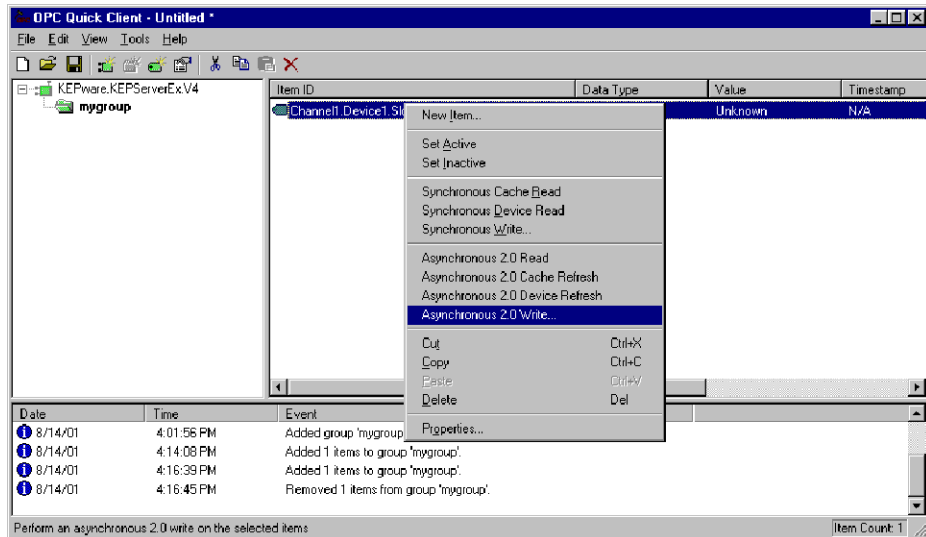 OPC Quick Client - Untitled *
File Edit View Tools Help
KEPware.KEPServerEx.V4
mygroup
Item ID Data Type Value Timestamp
Channel1.Device1. Unknown N/A
New Item...
Set Active
Set Inactive
Synchronous Cache Read
Synchronous Device Read
Synchronous Write...
Asynchronous 2.0 Read
Asynchronous 2.0 Cache Refresh
Asynchronous 2.0 Device Refresh
Asynchronous 2.0 Write...
Cut Ctrl+X
Copy Ctrl+C
Paste Ctrl+V
Delete Del
Properties...
Date Time Event
8/14/01 4:01:56 PM Added group 'mygroup
8/14/01 4:14:08 PM Added 1 items to group 'mygroup'.
8/14/01 4:16:39 PM Added 1 items to group 'mygroup'.
8/14/01 4:16:45 PM Removed 1 items from group 'mygroup'.
Perform an asynchronous 2.0 write on the selected items Item Count: 1